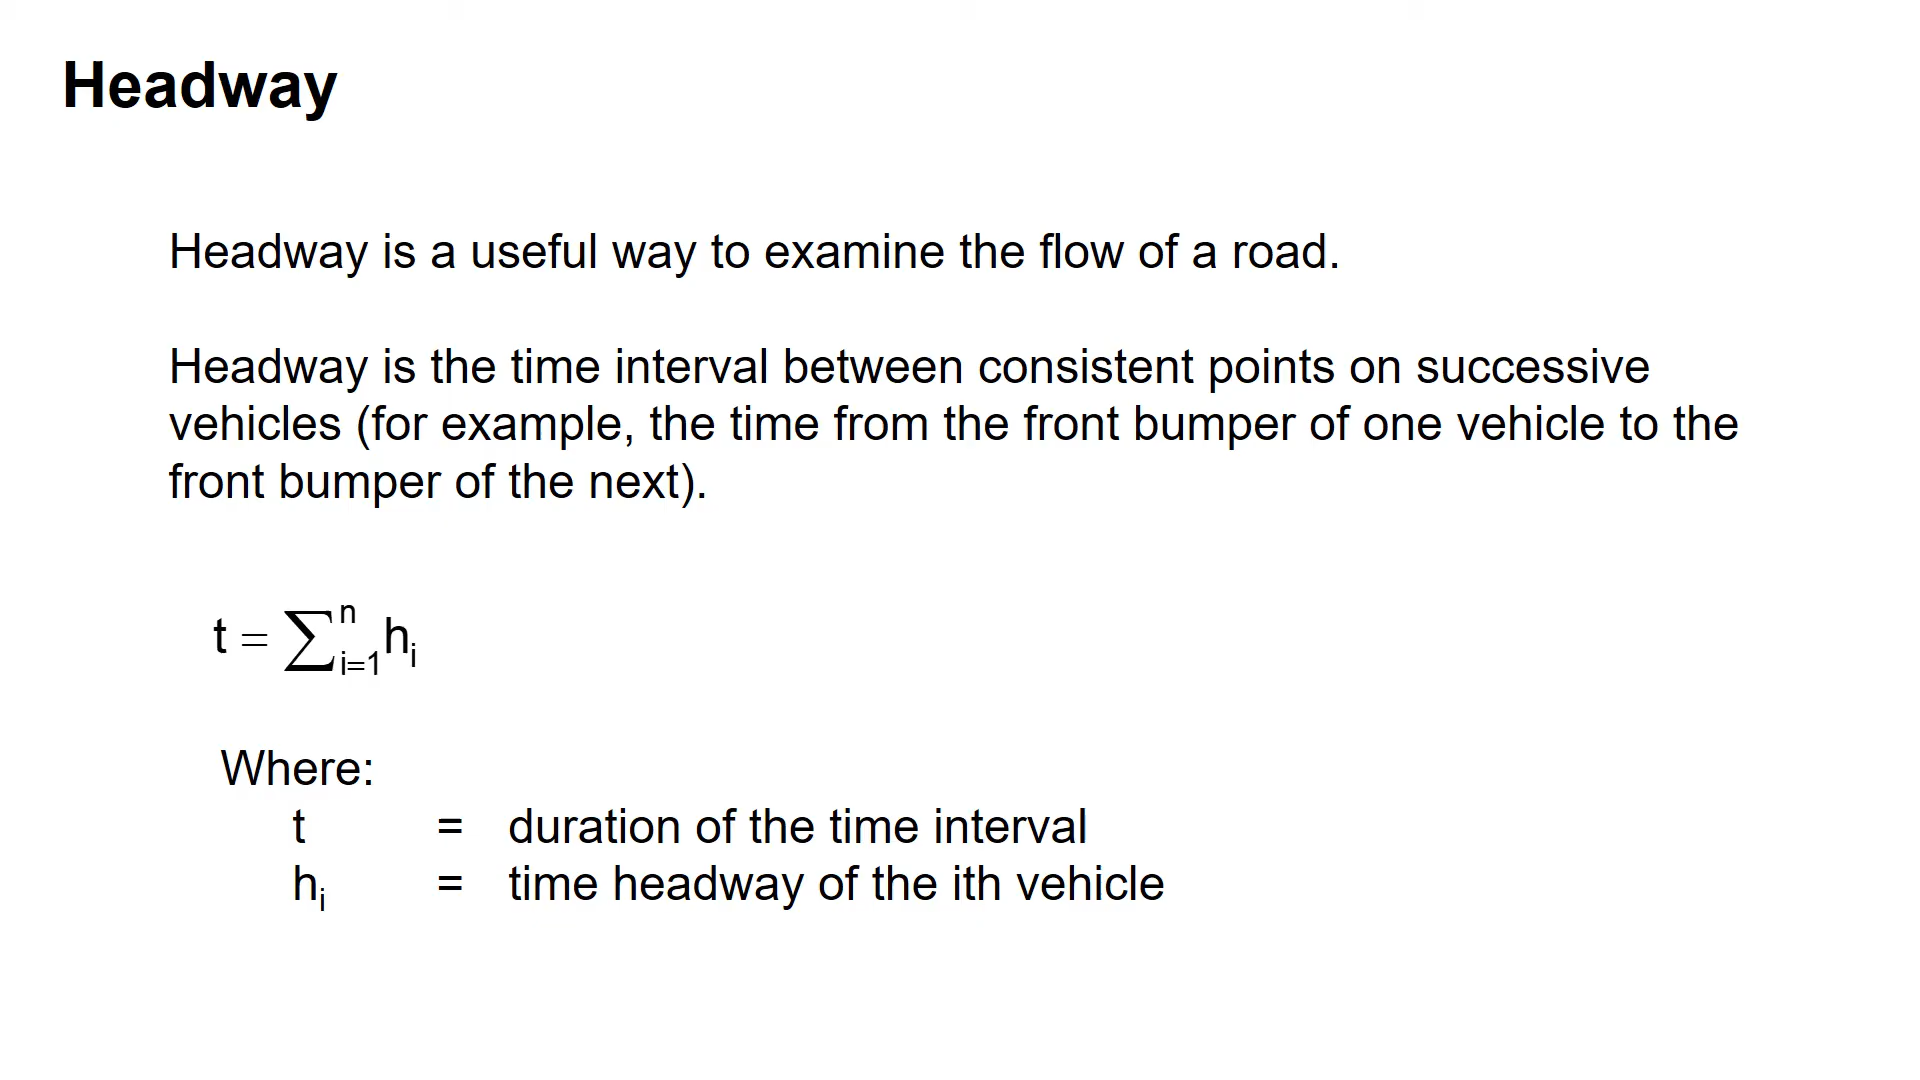 Headway
Headway is a useful way to examine the flow of a road.
Headway is the time interval between consistent points on successive
vehicles (for example, the time from the front bumper of one vehicle to the
front bumper of the next).
t = ∑ⁿᵢ₌₁hᵢ
Where:
t = duration of the time interval
hᵢ = time headway of the ith vehicle